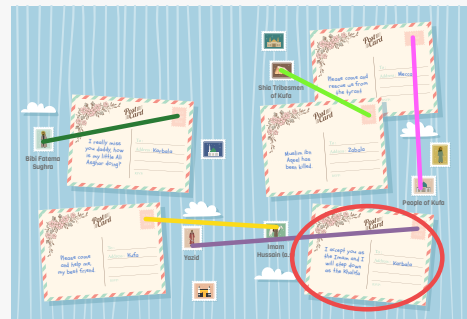 Post
Card
Please come and
rescue us from
the tyrant
Mecca
Shia Tribesmen
of Kufa
Post
Card
I really miss
you daddy, how
is my little Ali
Asghar doing?
Karbala
Bibi Fatema
Sughra
Post
Card
Muslim ibn
Aqeel has
been killed.
Zabala
People of Kufa
Post
Card
Please come
and help me,
my best friend.
Kufa
Yazid
Imam
Hussain (a.
Post
Card
I accept you as
the Imam and I
will step down
as the Khalifa
Karbala